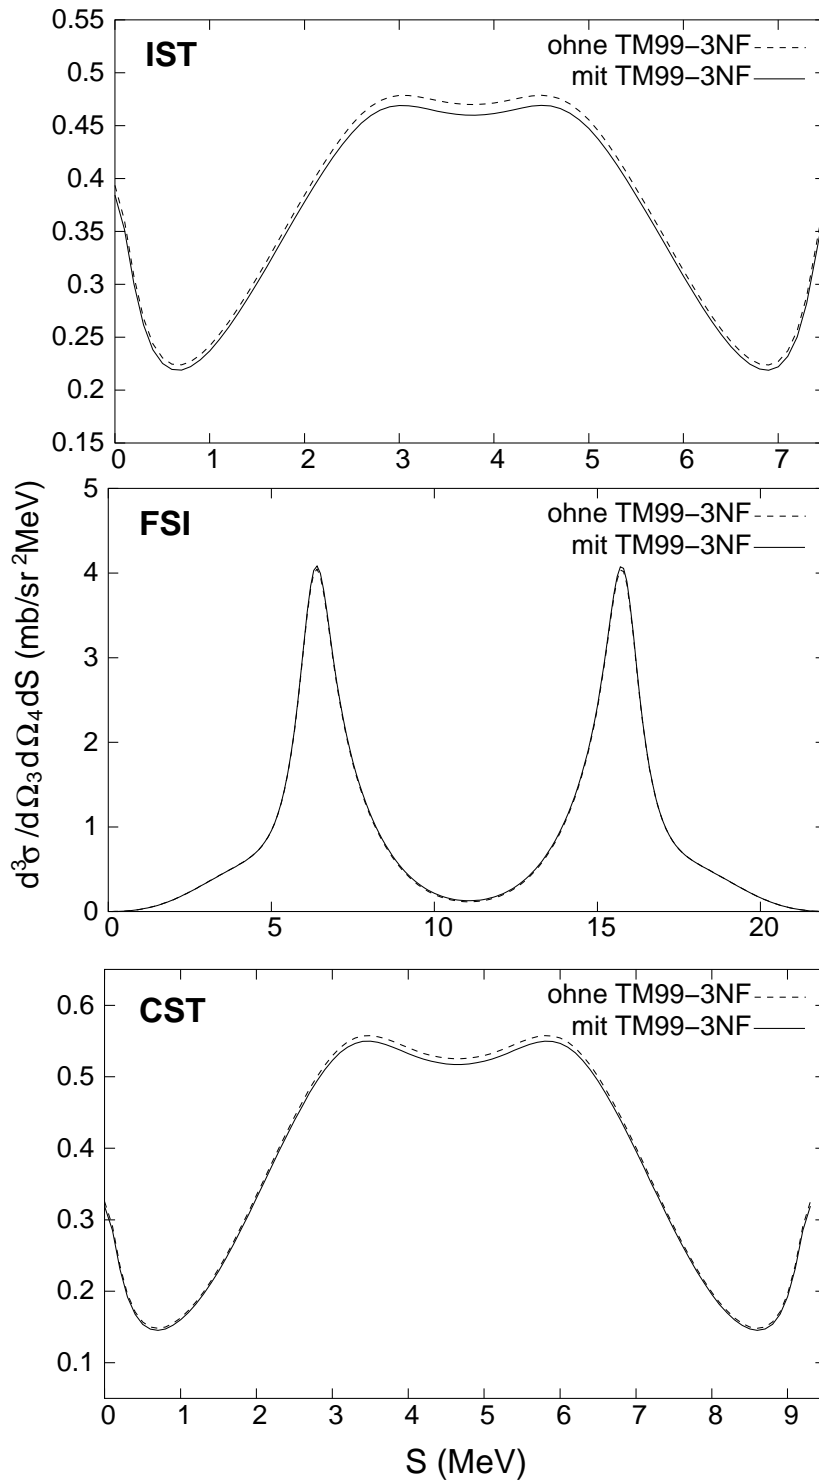 IST
ohne TM99−3NF
mit TM99−3NF
0.55
0.5
0.45
0.4
0.35
0.3
0.25
0.2
0.15
0 1 2 3 4 5 6 7
FSI
ohne TM99−3NF
mit TM99−3NF
5
4
3
2
1
0
0 5 10 15 20
d³σ/dΩ₃dΩ₄dS (mb/sr²MeV)
CST
ohne TM99−3NF
mit TM99−3NF
0.6
0.5
0.4
0.3
0.2
0.1
0 1 2 3 4 5 6 7 8 9
S (MeV)